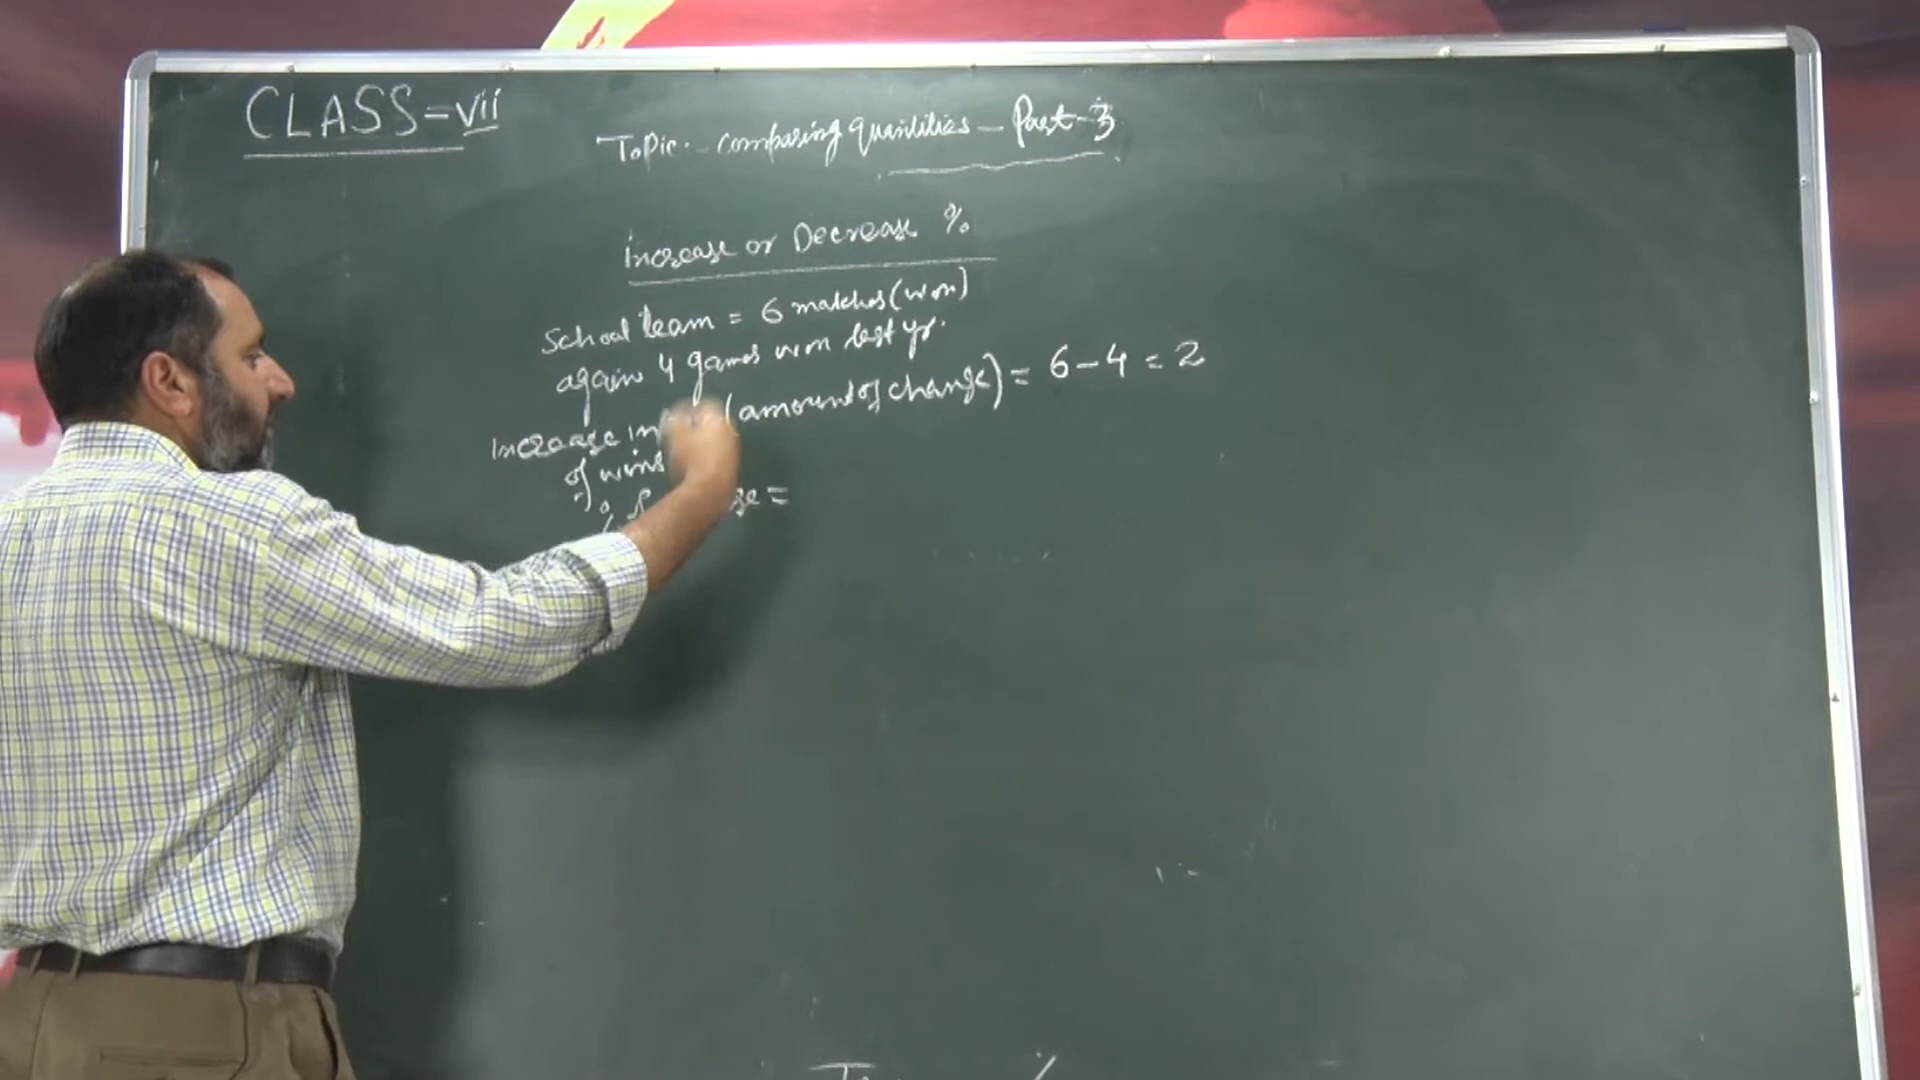 CLASS = vii
Topic. - comparing quantities - Part-3
Increase or Decrease %
School team = 6 matches (won)
again 4 games won last yr.
Increase in (amount of change) = 6 - 4 = 2
of wins
% =